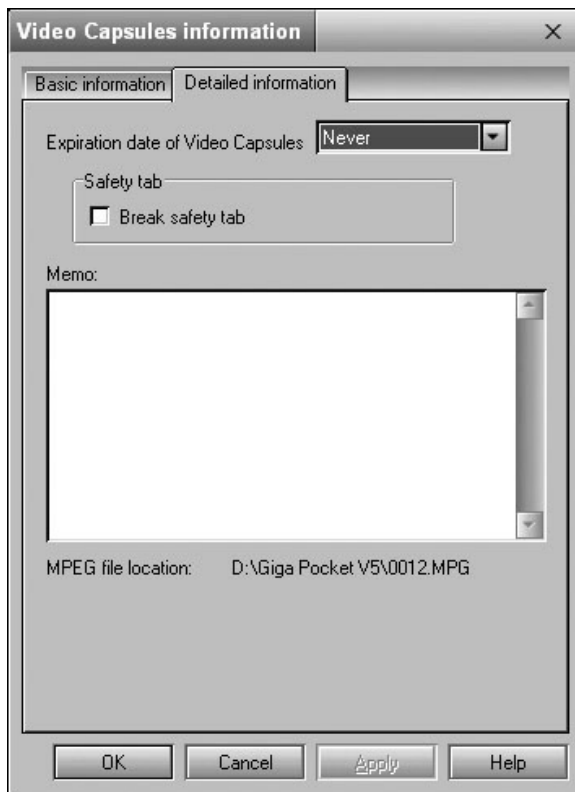 Video Capsules information
Basic information Detailed information
Expiration date of Video Capsules Never
Safety tab
Break safety tab
Memo:
MPEG file location: D:\Giga Pocket V5\0012.MPG
OK Cancel Apply Help